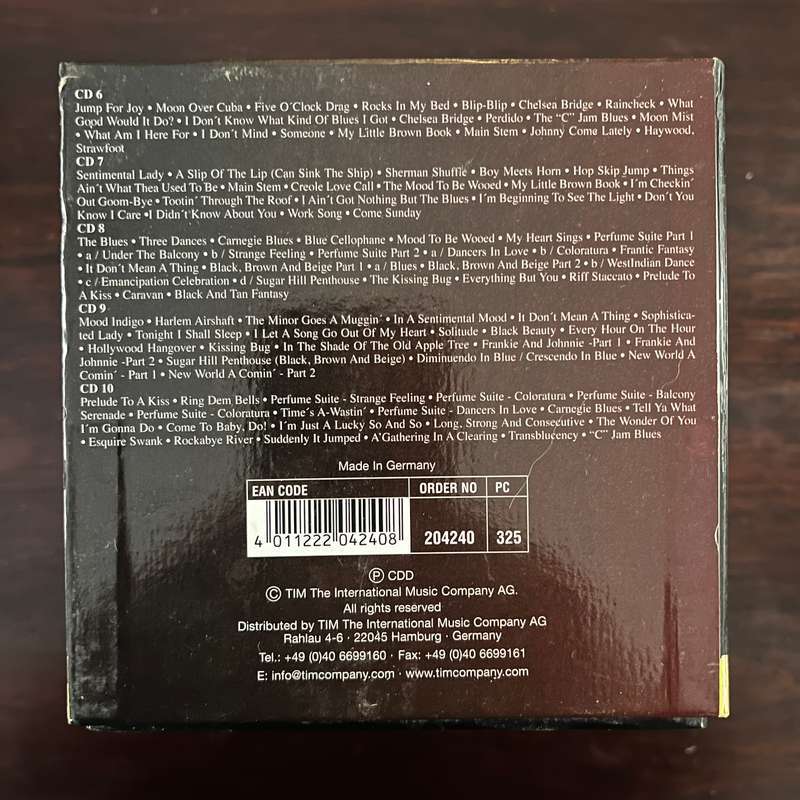 CD 6
Jump For Joy • Moon Over Cuba • Five O´Clock Drag • Rocks In My Bed • Blip-Blip • Chelsea Bridge • Raincheck • What
Good Would It Do? • I Don´t Know What Kind Of Blues I Got • Chelsea Bridge • Perdido • The “C” Jam Blues • Moon Mist
• What Am I Here For • I Don´t Mind • Someone • My Little Brown Book • Main Stem • Johnny Come Lately • Haywood,
Strawfoot
CD 7
Sentimental Lady • A Slip Of The Lip (Can Sink The Ship) • Sherman Shuffle • Boy Meets Horn • Hop Skip Jump • Things
Ain´t What Thea Used To Be • Main Stem • Creole Love Call • The Mood To Be Wooed • My Little Brown Book • I´m Checkin´
Out Goom-Bye • Tootin´ Through The Roof • I Ain´t Got Nothing But The Blues • I´m Beginning To See The Light • Don´t You
Know I Care •I Didn´t Know About You • Work Song • Come Sunday
CD 8
The Blues • Three Dances • Carnegie Blues • Blue Cellophane • Mood To Be Wooed • My Heart Sings • Perfume Suite Part 1
• a / Under The Balcony • b / Strange Feeling • Perfume Suite Part 2 • a / Dancers In Love • b / Coloratura • Frantic Fantasy
• It Don´t Mean A Thing • Black, Brown And Beige Part 1 • a / Blues • Black, Brown And Beige Part 2 • b / WestIndian Dance
• c / Emancipation Celebration • d / Sugar Hill Penthouse • The Kissing Bug • Everything But You • Riff Staccato • Prelude To
A Kiss • Caravan • Black And Tan Fantasy
CD 9
Mood Indigo • Harlem Airshaft • The Minor Goes A Muggin´ • In A Sentimental Mood • It Don´t Mean A Thing • Sophistica-
ted Lady • Tonight I Shall Sleep • I Let A Song Go Out Of My Heart • Solitude • Black Beauty • Every Hour On The Hour
• Hollywood Hangover • Kissing Bug • In The Shade Of The Old Apple Tree • Frankie And Johnnie -Part 1 • Frankie And
Johnnie -Part 2 • Sugar Hill Penthouse (Black, Brown And Beige) • Diminuendo In Blue / Crescendo In Blue • New World A
Comin´ - Part 1 • New World A Comin´ - Part 2
CD 10
Prelude To A Kiss • Ring Dem Bells • Perfume Suite - Strange Feeling • Perfume Suite - Coloratura • Perfume Suite - Balcony
Serenade • Perfume Suite - Coloratura • Time´s A-Wastin´ • Perfume Suite - Dancers In Love • Carnegie Blues • Tell Ya What
I´m Gonna Do • Come To Baby, Do! • I´m Just A Lucky So And So • Long, Strong And Consecutive • The Wonder Of You
• Esquire Swank • Rockabye River • Suddenly It Jumped • A´Gathering In A Clearing • Translucency • “C” Jam Blues
Made In Germany
EAN CODE ORDER NO PC
4 011222 042408 204240 325
Ⓟ CDD
© TIM The International Music Company AG.
All rights reserved
Distributed by TIM The International Music Company AG
Rahlau 4-6 · 22045 Hamburg · Germany
Tel.: +49 (0)40 6699160 · Fax: +49 (0)40 6699161
E: info@timcompany.com · www.timcompany.com